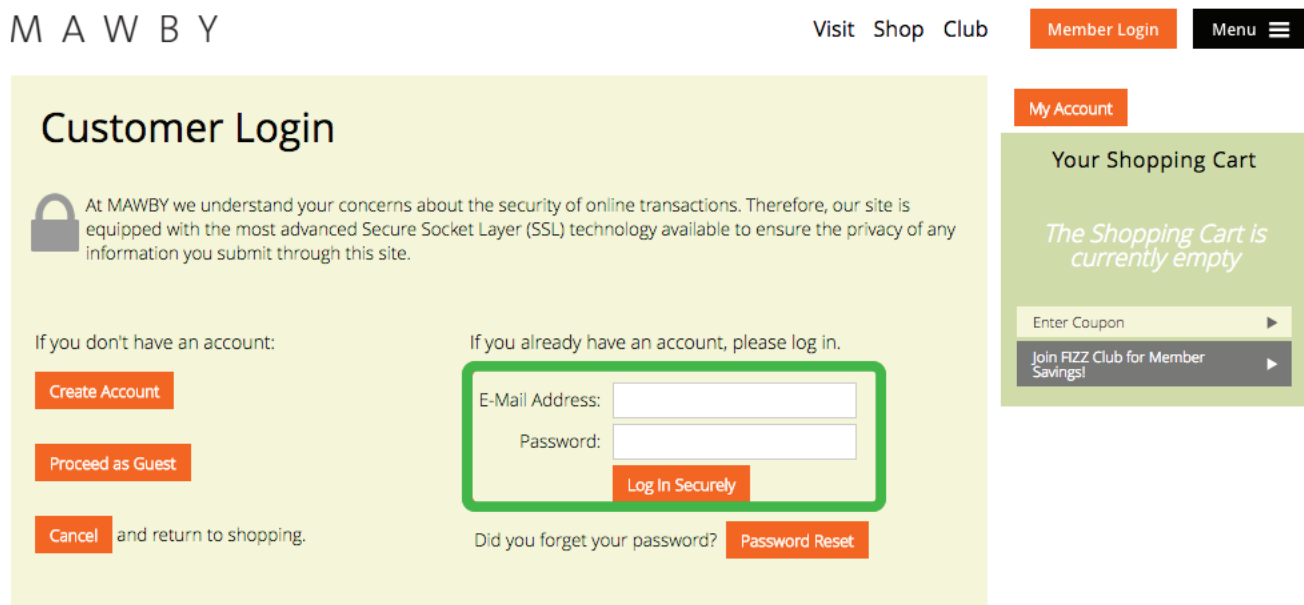 MAWBY
Visit Shop Club
Member Login
Menu
Customer Login
At MAWBY we understand your concerns about the security of online transactions. Therefore, our site is
equipped with the most advanced Secure Socket Layer (SSL) technology available to ensure the privacy of any
information you submit through this site.
If you don't have an account:
Create Account
Proceed as Guest
Cancel and return to shopping.
If you already have an account, please log in.
E-Mail Address:
Password:
Log In Securely
Did you forget your password? Password Reset
My Account
Your Shopping Cart
The Shopping Cart is
currently empty
Enter Coupon
Join FIZZ Club for Member
Savings!